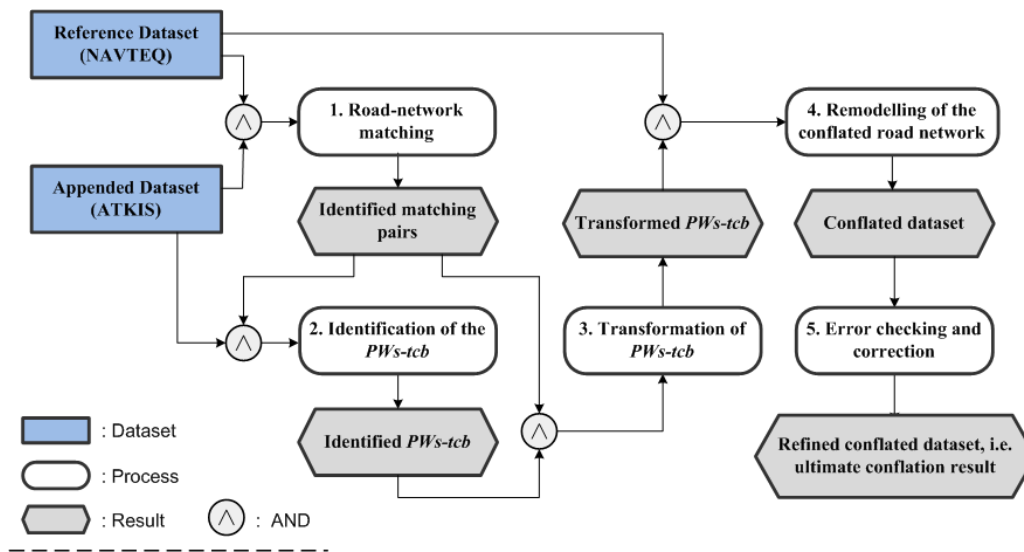 Reference Dataset
(NAVTEQ)
∧
1. Road-network
matching
∧
4. Remodelling of the
conflated road network
Appended Dataset
(ATKIS)
Identified matching
pairs
Transformed PWs-tcb
Conflated dataset
∧
2. Identification of the
PWs-tcb
3. Transformation of
PWs-tcb
5. Error checking and
correction
Identified PWs-tcb
∧
Refined conflated dataset, i.e.
ultimate conflation result
: Dataset
: Process
: Result
∧ : AND